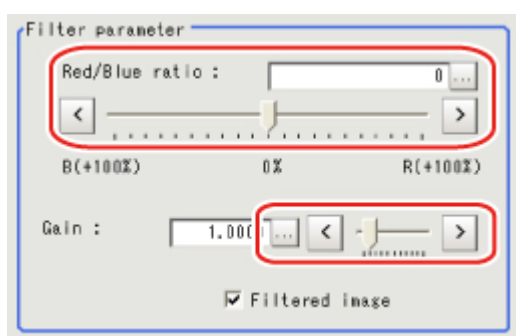 Filter parameter
Red/Blue ratio : 0 ...
< >
B(+100%) 0% R(+100%)
Gain : 1.000 ... < >
Filtered image